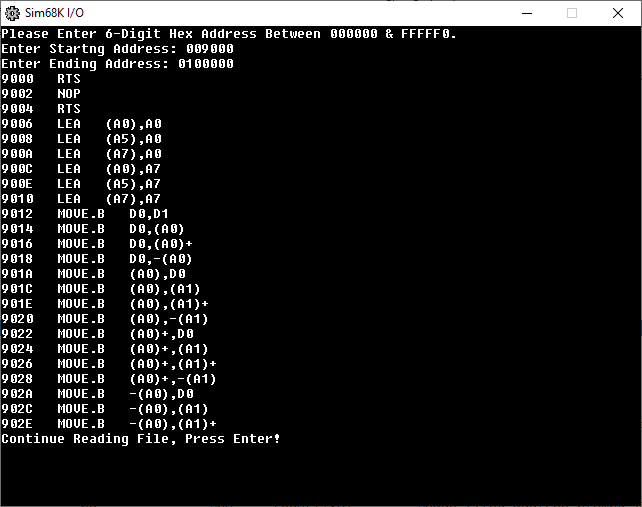 Sim68K I/O
Please Enter 6-Digit Hex Address Between 000000 & FFFFF0.
Enter Startng Address: 009000
Enter Ending Address: 0100000
9000 RTS
9002 NOP
9004 RTS
9006 LEA (A0),A0
9008 LEA (A5),A0
900A LEA (A7),A0
900C LEA (A0),A7
900E LEA (A5),A7
9010 LEA (A7),A7
9012 MOVE.B D0,D1
9014 MOVE.B D0,(A0)
9016 MOVE.B D0,(A0)+
9018 MOVE.B D0,-(A0)
901A MOVE.B (A0),D0
901C MOVE.B (A0),(A1)
901E MOVE.B (A0),(A1)+
9020 MOVE.B (A0),-(A1)
9022 MOVE.B (A0)+,D0
9024 MOVE.B (A0)+,(A1)
9026 MOVE.B (A0)+,(A1)+
9028 MOVE.B (A0)+,-(A1)
902A MOVE.B -(A0),D0
902C MOVE.B -(A0),(A1)
902E MOVE.B -(A0),(A1)+
Continue Reading File, Press Enter!